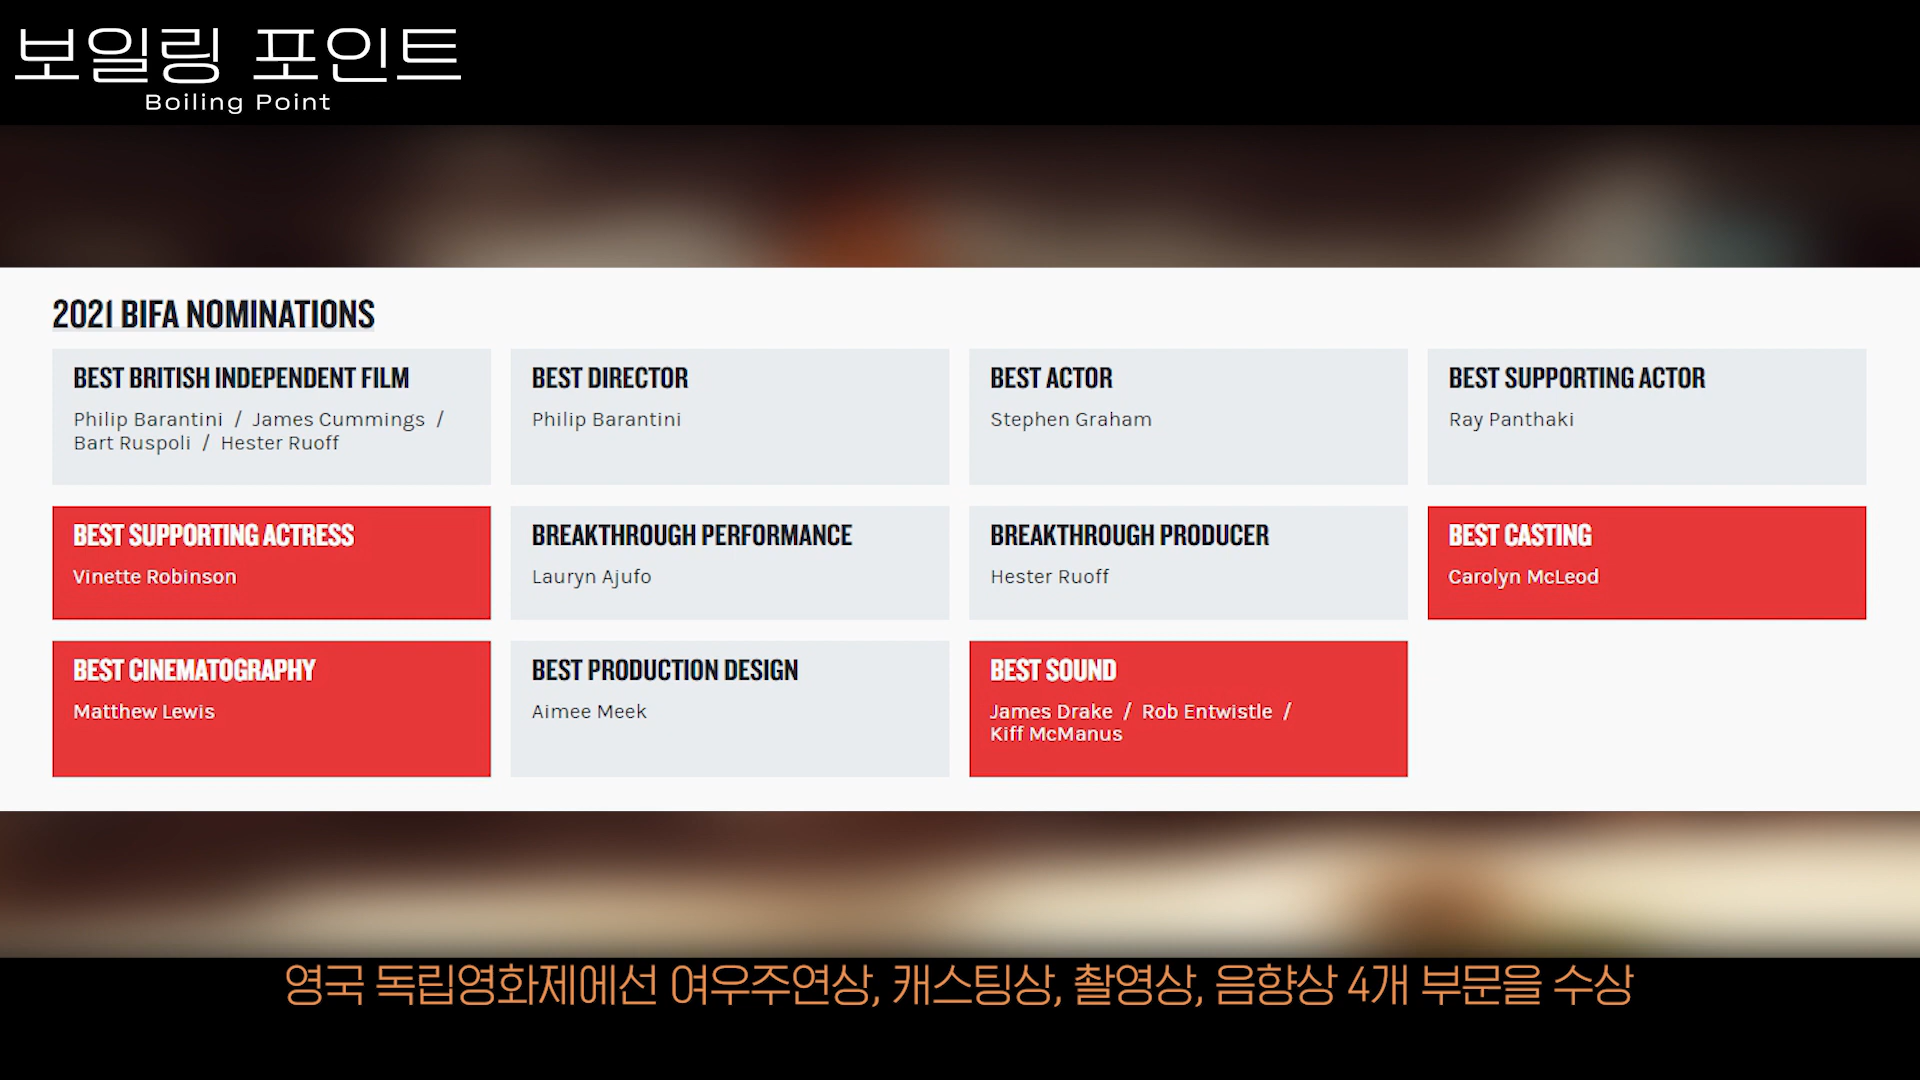 보일링 포인트
Boiling Point
2021 BIFA NOMINATIONS
BEST BRITISH INDEPENDENT FILM
Philip Barantini / James Cummings /
Bart Ruspoli / Hester Ruoff
BEST DIRECTOR
Philip Barantini
BEST ACTOR
Stephen Graham
BEST SUPPORTING ACTOR
Ray Panthaki
BEST SUPPORTING ACTRESS
Vinette Robinson
BREAKTHROUGH PERFORMANCE
Lauryn Ajufo
BREAKTHROUGH PRODUCER
Hester Ruoff
BEST CASTING
Carolyn McLeod
BEST CINEMATOGRAPHY
Matthew Lewis
BEST PRODUCTION DESIGN
Aimee Meek
BEST SOUND
James Drake / Rob Entwistle /
Kiff McManus
영국 독립영화제에선 여우주연상, 캐스팅상, 촬영상, 음향상 4개 부문을 수상